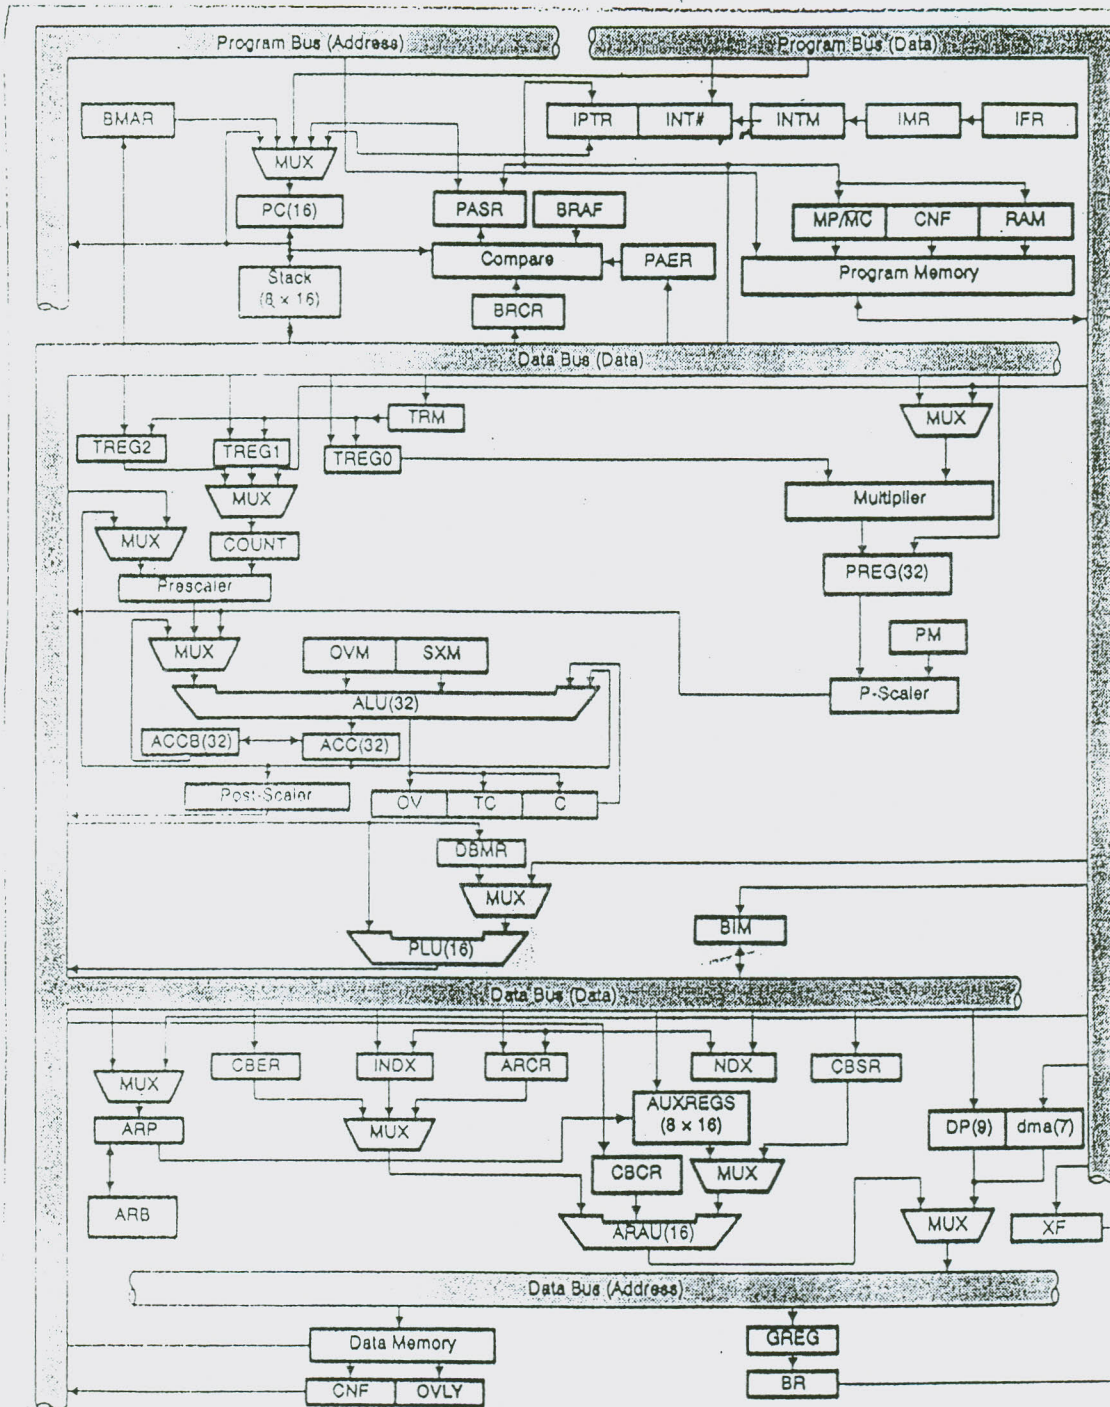 Program Bus (Address)
Program Bus (Data)
BMAR
IPTR
INT#
INTM
IMR
IFR
MUX
PC(16)
PASR
BRAF
MP/MC
CNF
RAM
Compare
PAER
Program Memory
Stack
(8 × 16)
BRCR
Data Bus (Data)
TRM
MUX
TREG2
TREG1
TREG0
MUX
Multiplier
MUX
COUNT
PREG(32)
Prescaler
PM
MUX
OVM
SXM
P-Scaler
ALU(32)
ACCB(32)
ACC(32)
Post-Scaler
OV
TC
C
DBMR
MUX
BIM
PLU(16)
Data Bus (Data)
CBER
INDX
ARCR
NDX
CBSR
MUX
AUXREGS
(8 × 16)
DP(9)
dma(7)
ARP
MUX
CBCR
MUX
ARB
ARAU(16)
MUX
XF
Data Bus (Address)
Data Memory
GREG
CNF
OVLY
BR